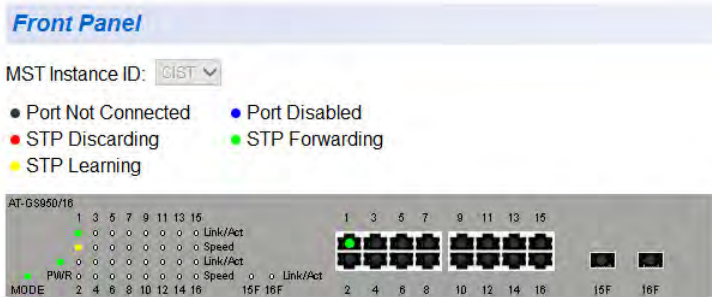 Front Panel
MST Instance ID: CIST
Port Not Connected Port Disabled
STP Discarding STP Forwarding
STP Learning
AT-GS950/16
1 3 5 7 9 11 13 15 1 3 5 7 9 11 13 15
Link/Act
Speed
Link/Act
PWR Speed Link/Act
MODE 2 4 6 8 10 12 14 16 15F 16F 2 4 6 8 10 12 14 16 15F 16F